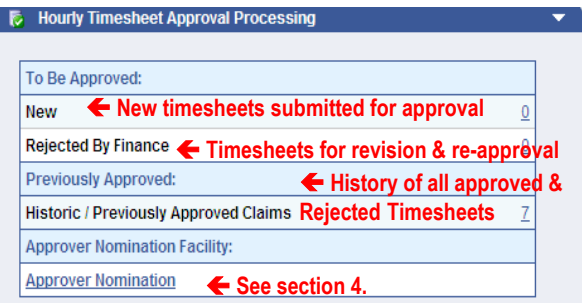 Hourly Timesheet Approval Processing
To Be Approved:
New ← New timesheets submitted for approval 0
Rejected By Finance ← Timesheets for revision & re-approval
Previously Approved: ← History of all approved &
Historic / Previously Approved Claims Rejected Timesheets 7
Approver Nomination Facility:
Approver Nomination ← See section 4.